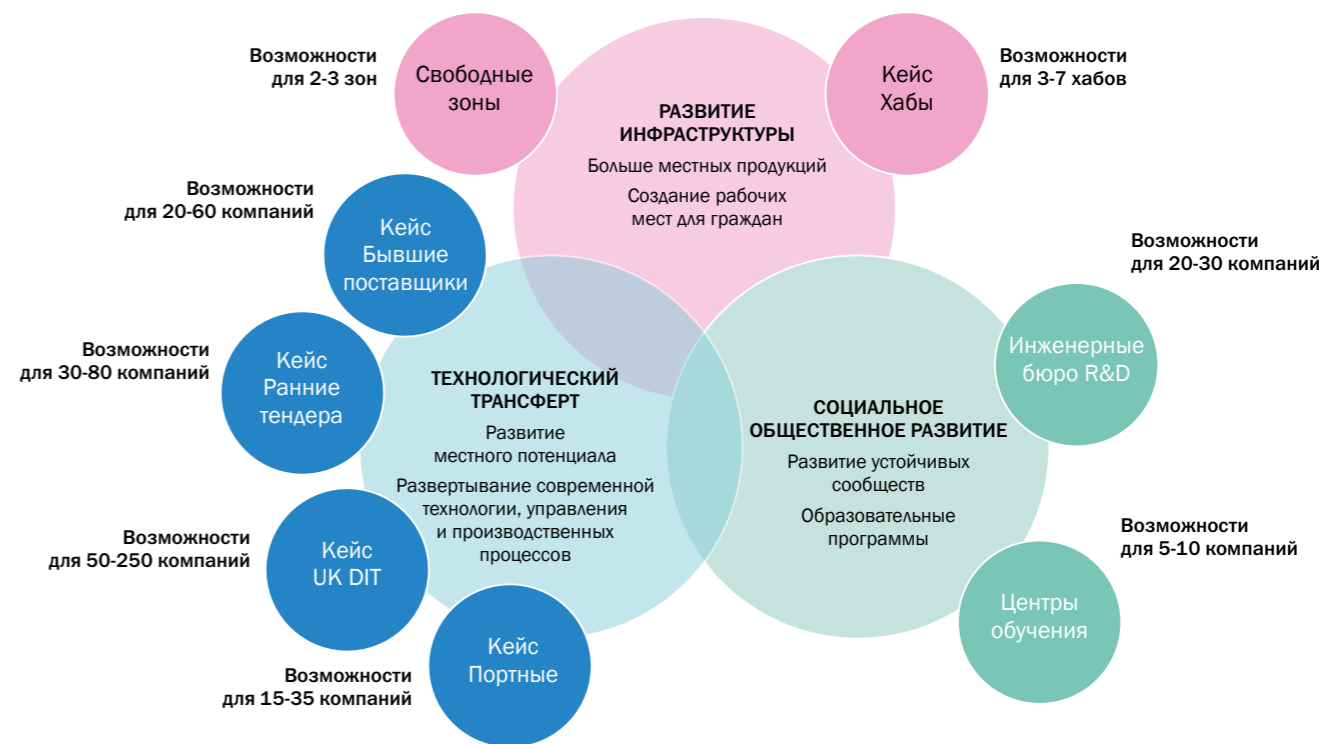 Возможности
для 2-3 зон
Свободные
зоны
РАЗВИТИЕ
ИНФРАСТРУКТУРЫ
Больше местных продукций
Создание рабочих
мест для граждан
Кейс
Хабы
Возможности
для 3-7 хабов
Возможности
для 20-60 компаний
Кейс
Бывшие
поставщики
Возможности
для 30-80 компаний
Кейс
Ранние
тендера
ТЕХНОЛОГИЧЕСКИЙ
ТРАНСФЕРТ
Развитие
местного потенциала
Развертывание современной
технологии, управления
и производственных
процессов
Возможности
для 50-250 компаний
Кейс
UK DIT
Возможности
для 15-35 компаний
Кейс
Портные
СОЦИАЛЬНОЕ
ОБЩЕСТВЕННОЕ РАЗВИТИЕ
Развитие устойчивых
сообществ
Образовательные
программы
Возможности
для 20-30 компаний
Инженерные
бюро R&D
Возможности
для 5-10 компаний
Центры
обучения